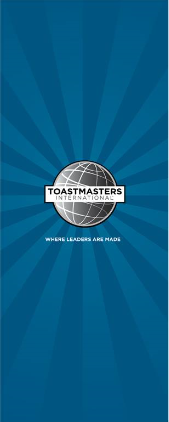 TOASTMASTERS
INTERNATIONAL
WHERE LEADERS ARE MADE